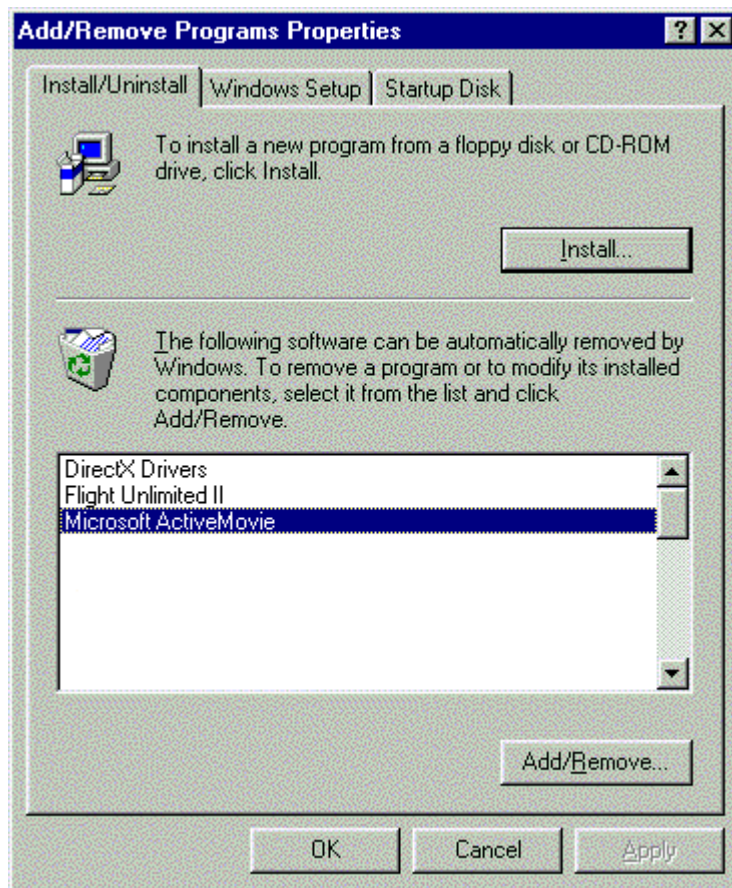 Add/Remove Programs Properties
Install/Uninstall Windows Setup Startup Disk
To install a new program from a floppy disk or CD-ROM
drive, click Install.
Install...
The following software can be automatically removed by
Windows. To remove a program or to modify its installed
components, select it from the list and click
Add/Remove.
DirectX Drivers
Flight Unlimited II
Microsoft ActiveMovie
Add/Remove...
OK Cancel Apply